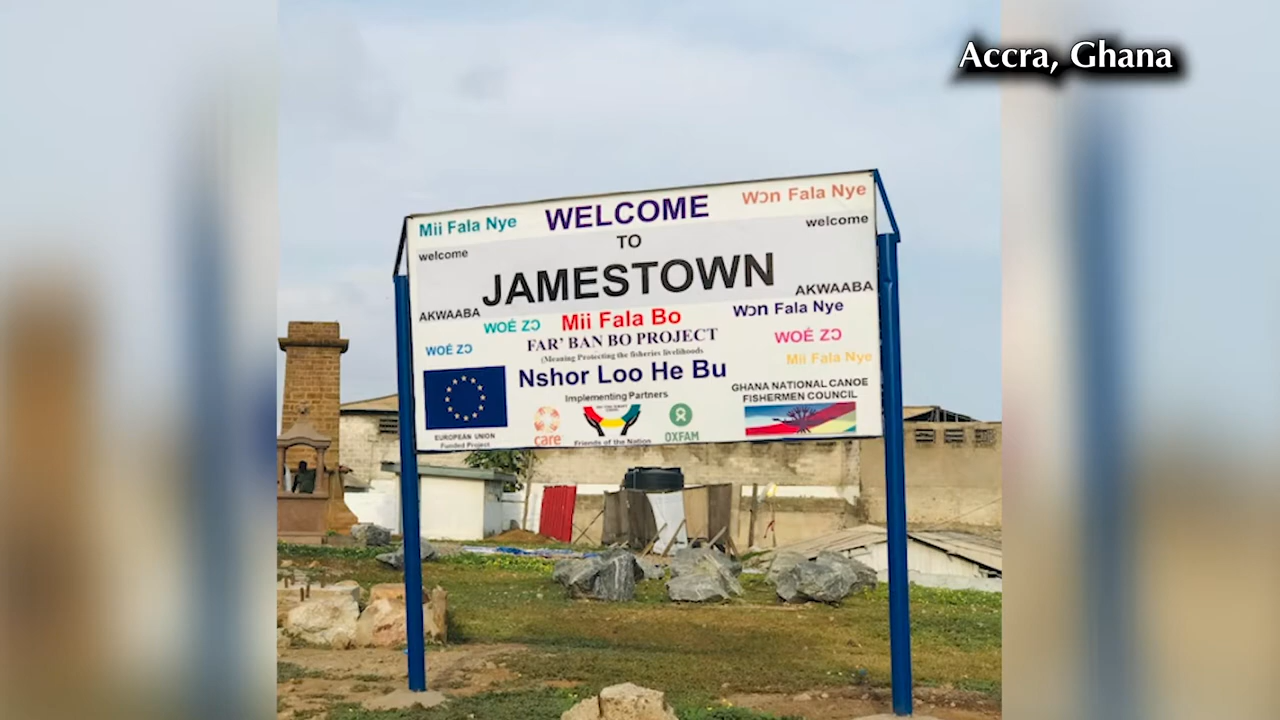 Accra, Ghana
Mii Fala Nye
WELCOME
Wɔn Fala Nye
welcome
TO
welcome
JAMESTOWN
AKWAABA
AKWAABA
WOÉ ZƆ
Mii Fala Bo
Wɔn Fala Nye
WOÉ ZƆ
FAR' BAN BO PROJECT
WOÉ ZƆ
(Meaning Protecting the fisheries livelihoods
Mii Fala Nye
Nshor Loo He Bu
GHANA NATIONAL CANOE
FISHERMEN COUNCIL
Implementing Partners
EUROPEAN UNION
Funded Project
care
Friends of the Nation
OXFAM